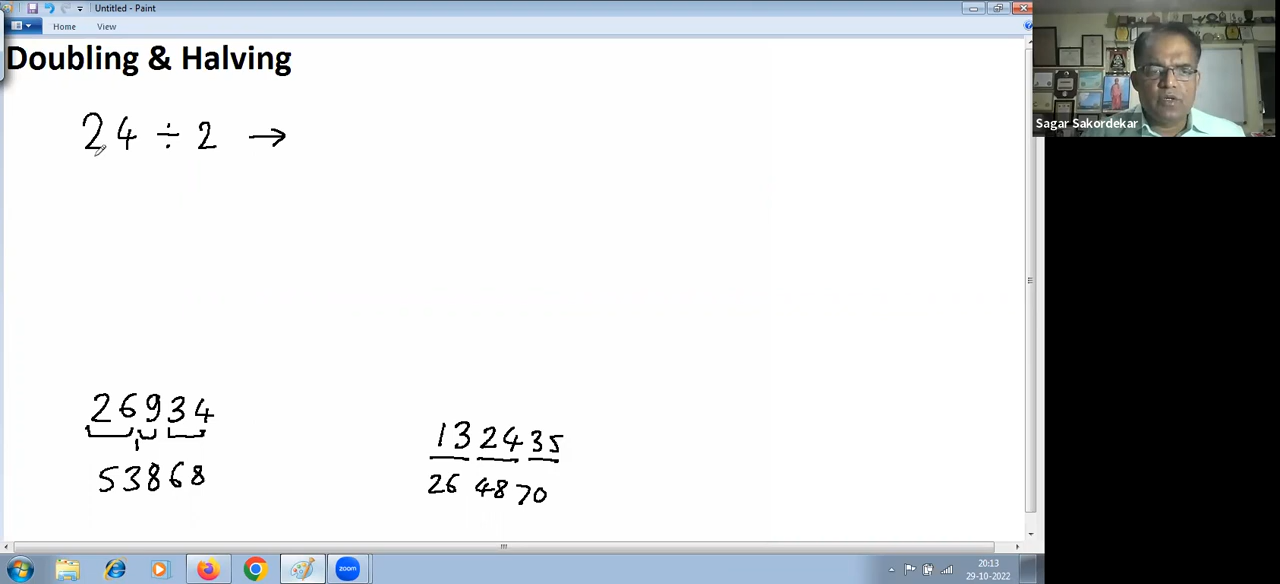 Untitled - Paint
Home View
Doubling & Halving
24 ÷ 2 →
26934
53868
132435
26 48 70
Sagar Sakordekar
zoom
20:13
29-10-2022